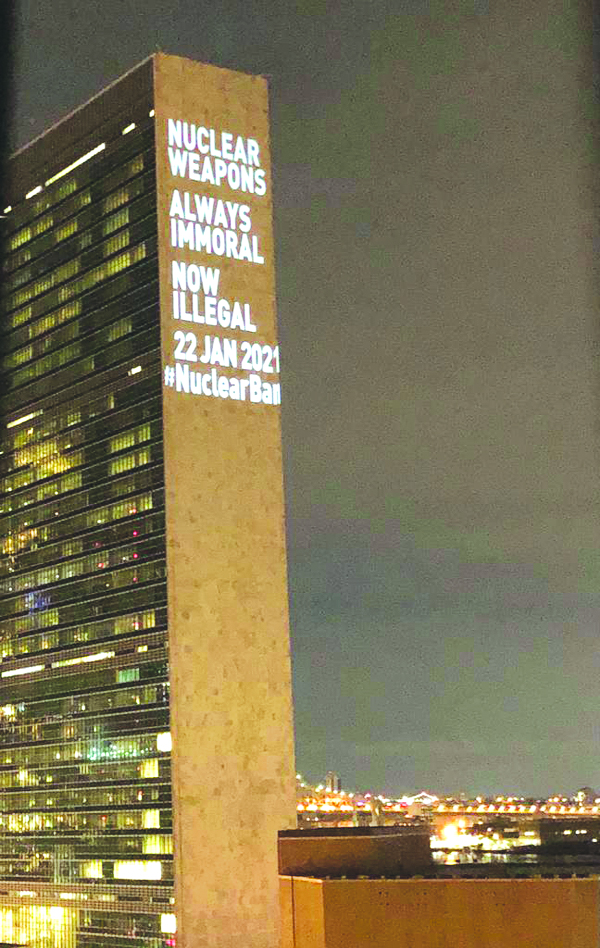 NUCLEAR
WEAPONS
ALWAYS
IMMORAL
NOW
ILLEGAL
22 JAN 2021
#NuclearBan